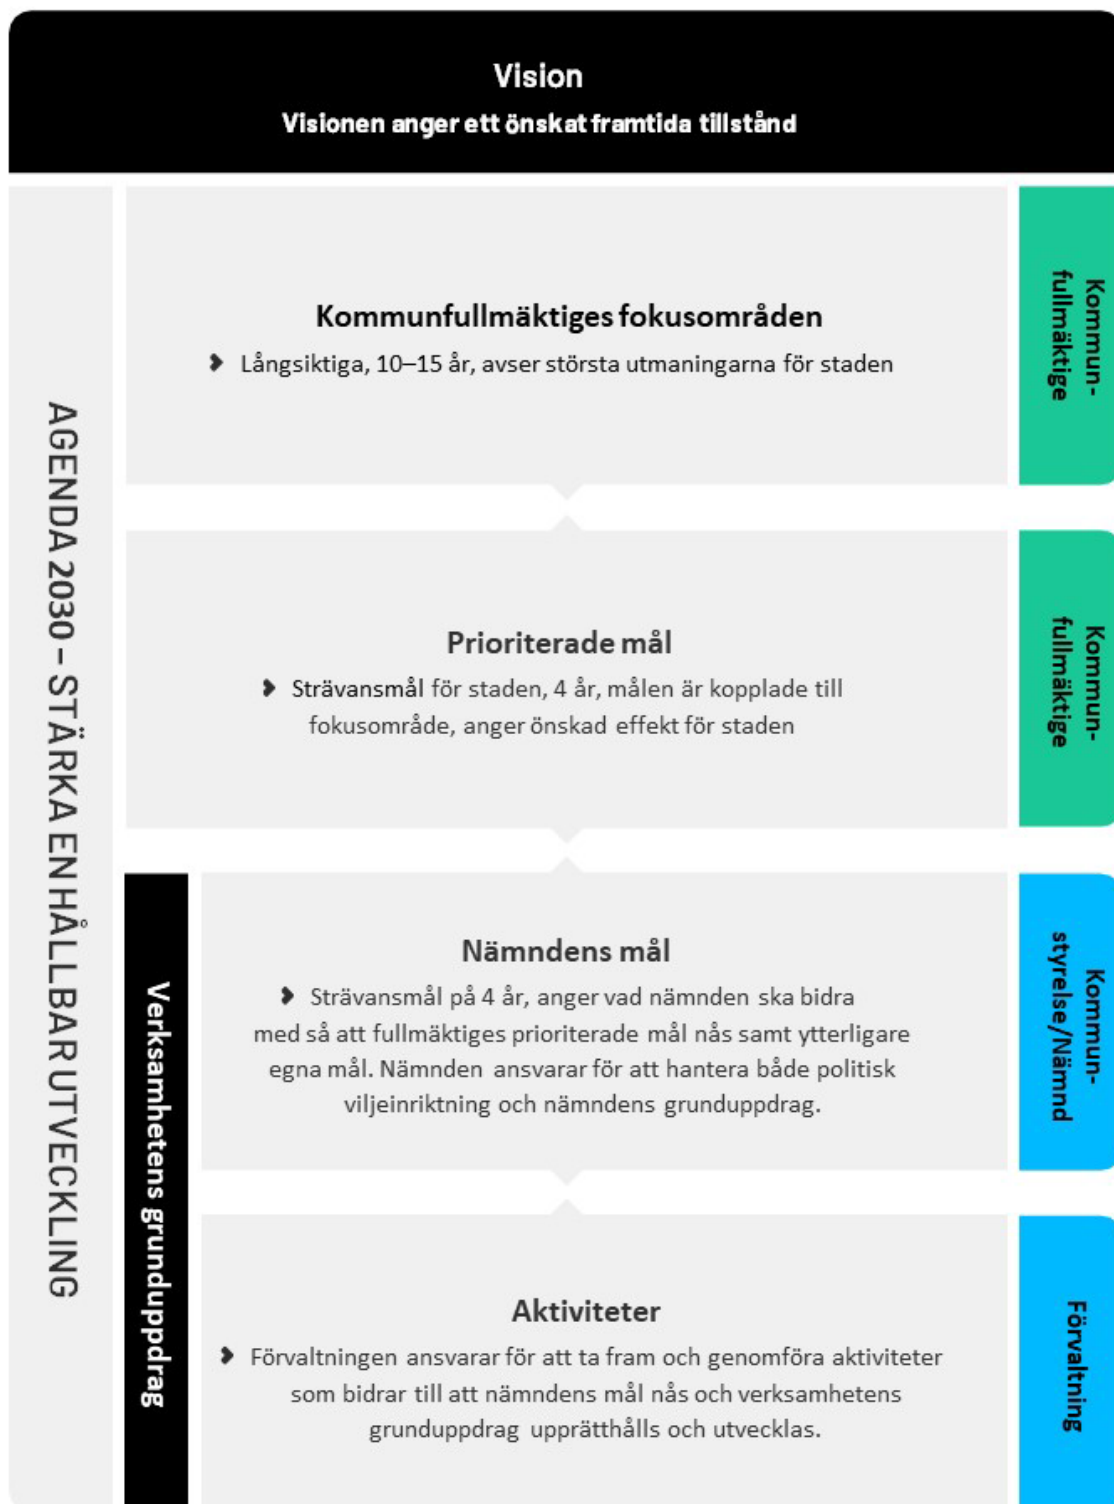 Vision
Visionen anger ett önskat framtida tillstånd
AGENDA 2030 – STÄRKA EN HÅLLBAR UTVECKLING
Kommunfullmäktiges fokusområden
❥ Långsiktiga, 10–15 år, avser största utmaningarna för staden
Kommun-
fullmäktige
Prioriterade mål
❥ Strävansmål för staden, 4 år, målen är kopplade till
fokusområde, anger önskad effekt för staden
Kommun-
fullmäktige
Verksamhetens grunduppdrag
Nämndens mål
❥ Strävansmål på 4 år, anger vad nämnden ska bidra
med så att fullmäktiges prioriterade mål nås samt ytterligare
egna mål. Nämnden ansvarar för att hantera både politisk
viljeinriktning och nämndens grunduppdrag.
Kommun-
styrelse/Nämnd
Aktiviteter
❥ Förvaltningen ansvarar för att ta fram och genomföra aktiviteter
som bidrar till att nämndens mål nås och verksamhetens
grunduppdrag upprätthålls och utvecklas.
Förvaltning